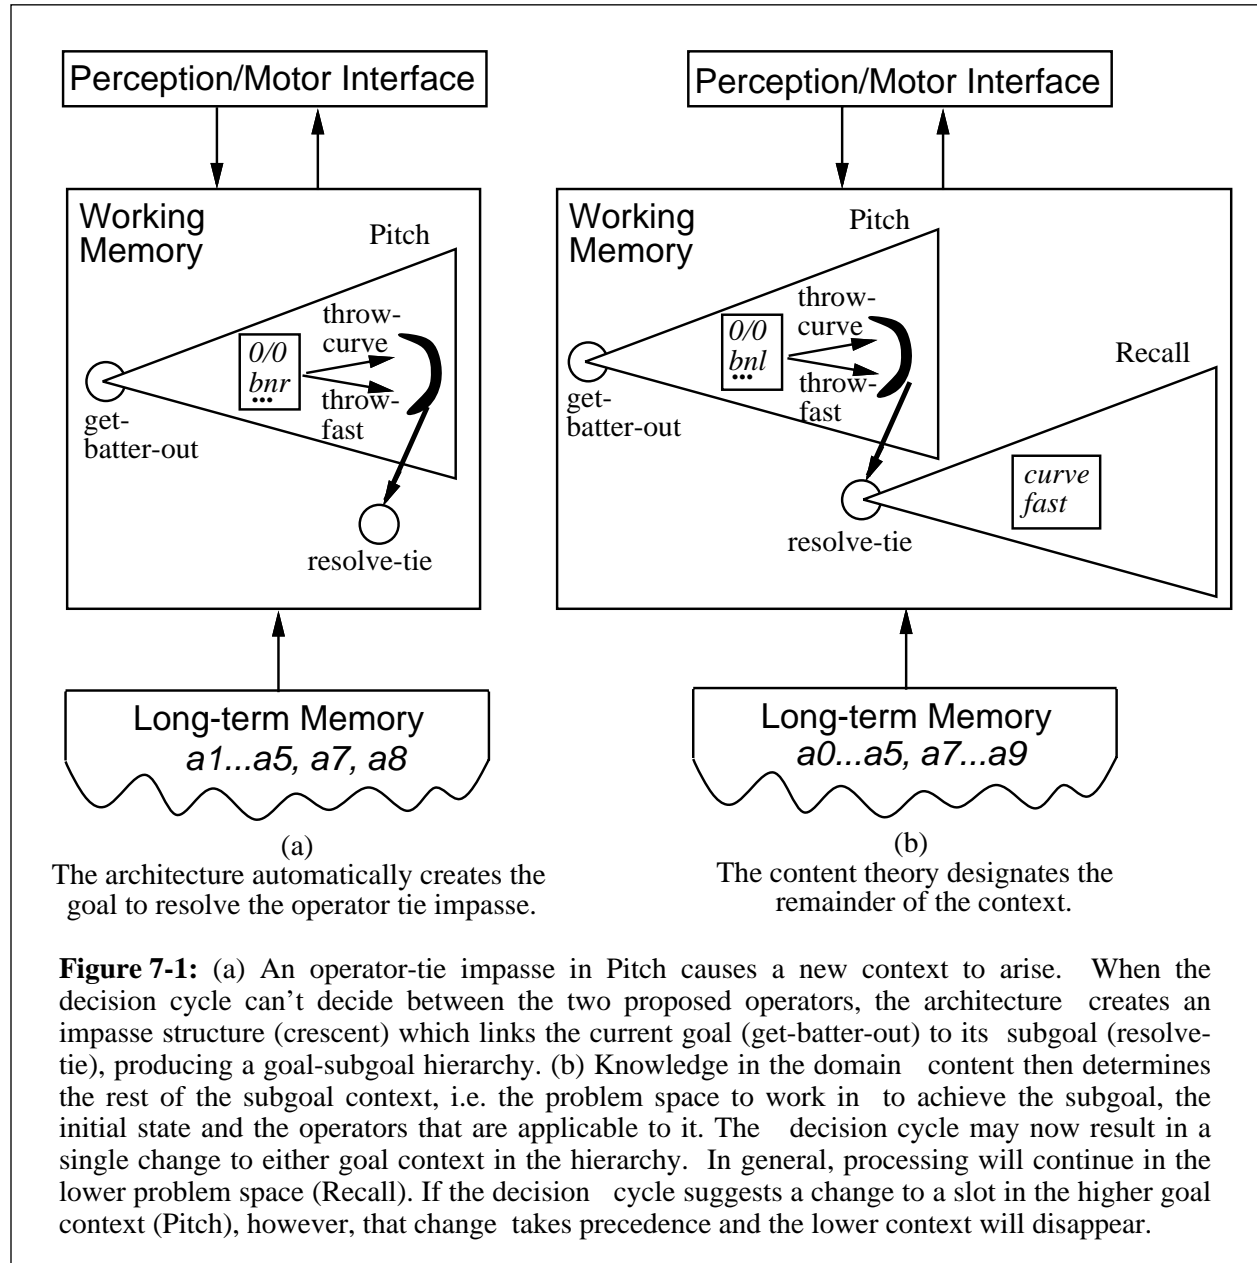 Perception/Motor Interface
Working
Memory
Pitch
throw-
curve
0/0
bnr
•••
throw-
fast
get-
batter-out
resolve-tie
Long-term Memory
a1...a5, a7, a8
(a)
The architecture automatically creates the
goal to resolve the operator tie impasse.
Perception/Motor Interface
Working
Memory
Pitch
throw-
curve
0/0
bnl
•••
throw-
fast
get-
batter-out
Recall
curve
fast
resolve-tie
Long-term Memory
a0...a5, a7...a9
(b)
The content theory designates the
remainder of the context.
Figure 7-1: (a) An operator-tie impasse in Pitch causes a new context to arise. When the
decision cycle can't decide between the two proposed operators, the architecture creates an
impasse structure (crescent) which links the current goal (get-batter-out) to its subgoal (resolve-
tie), producing a goal-subgoal hierarchy. (b) Knowledge in the domain content then determines
the rest of the subgoal context, i.e. the problem space to work in to achieve the subgoal, the
initial state and the operators that are applicable to it. The decision cycle may now result in a
single change to either goal context in the hierarchy. In general, processing will continue in the
lower problem space (Recall). If the decision cycle suggests a change to a slot in the higher goal
context (Pitch), however, that change takes precedence and the lower context will disappear.